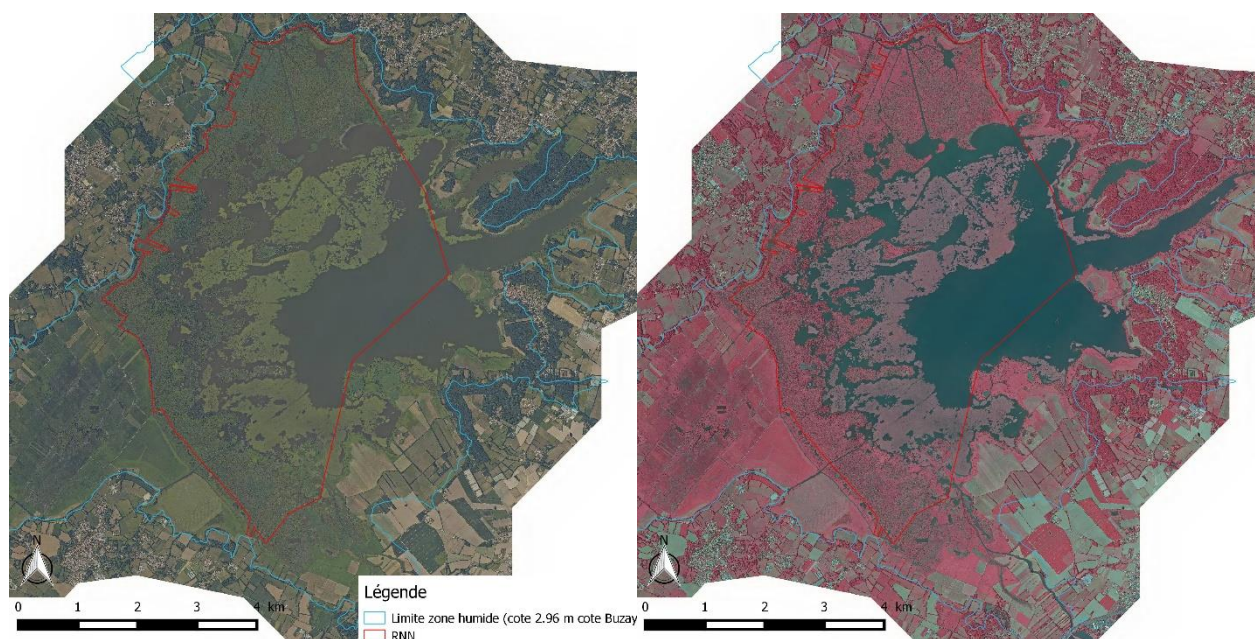 N
0 1 2 3 4 km
Légende
Limite zone humide (cote 2.96 m cote Buzay
RNN
N
0 1 2 3 4 km